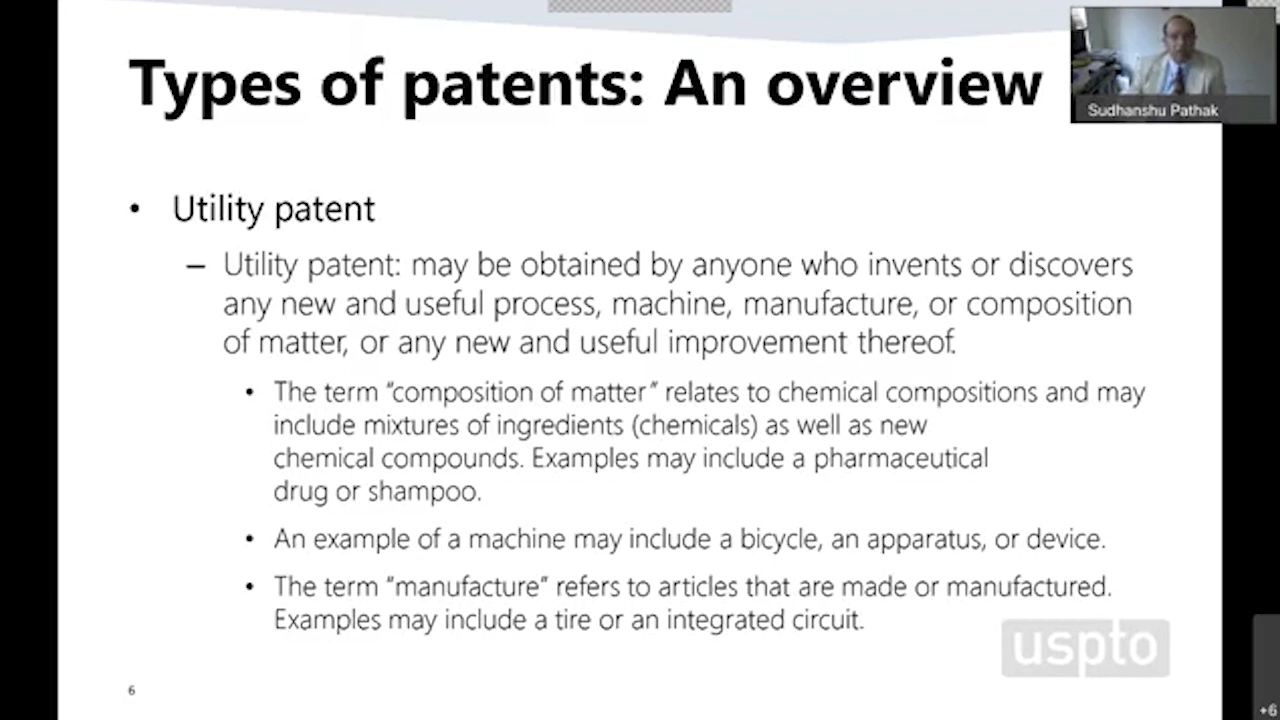 Types of patents: An overview
Sudhanshu Pathak
• Utility patent
– Utility patent: may be obtained by anyone who invents or discovers
any new and useful process, machine, manufacture, or composition
of matter, or any new and useful improvement thereof.
• The term “composition of matter” relates to chemical compositions and may
include mixtures of ingredients (chemicals) as well as new
chemical compounds. Examples may include a pharmaceutical
drug or shampoo.
• An example of a machine may include a bicycle, an apparatus, or device.
• The term “manufacture” refers to articles that are made or manufactured.
Examples may include a tire or an integrated circuit.
uspto
6
+6